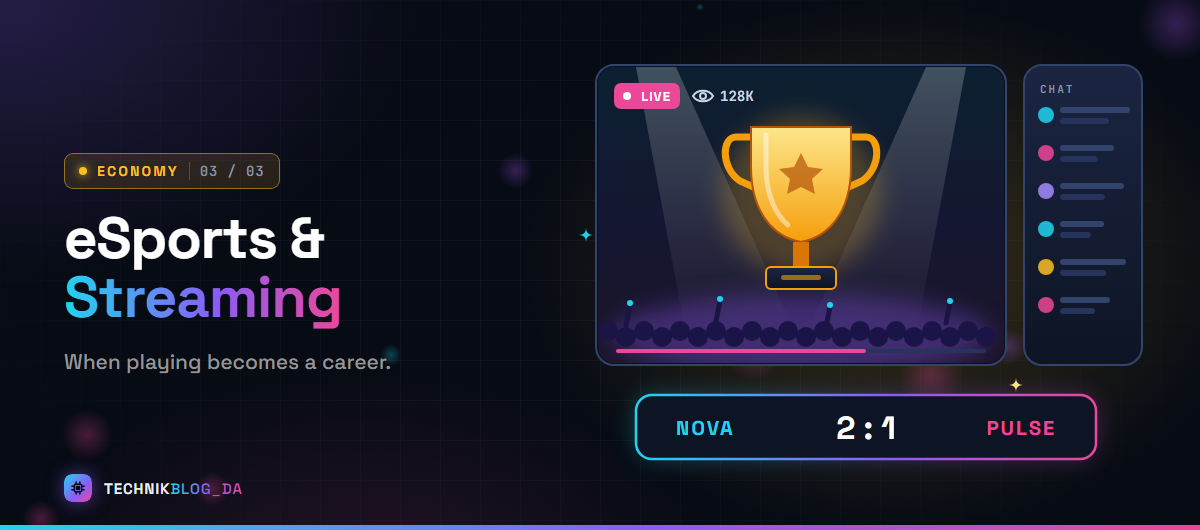 ECONOMY 03 / 03
eSports &
Streaming
When playing becomes a career.
TECHNIKBLOG_DA
LIVE 128K
CHAT
NOVA 2:1 PULSE